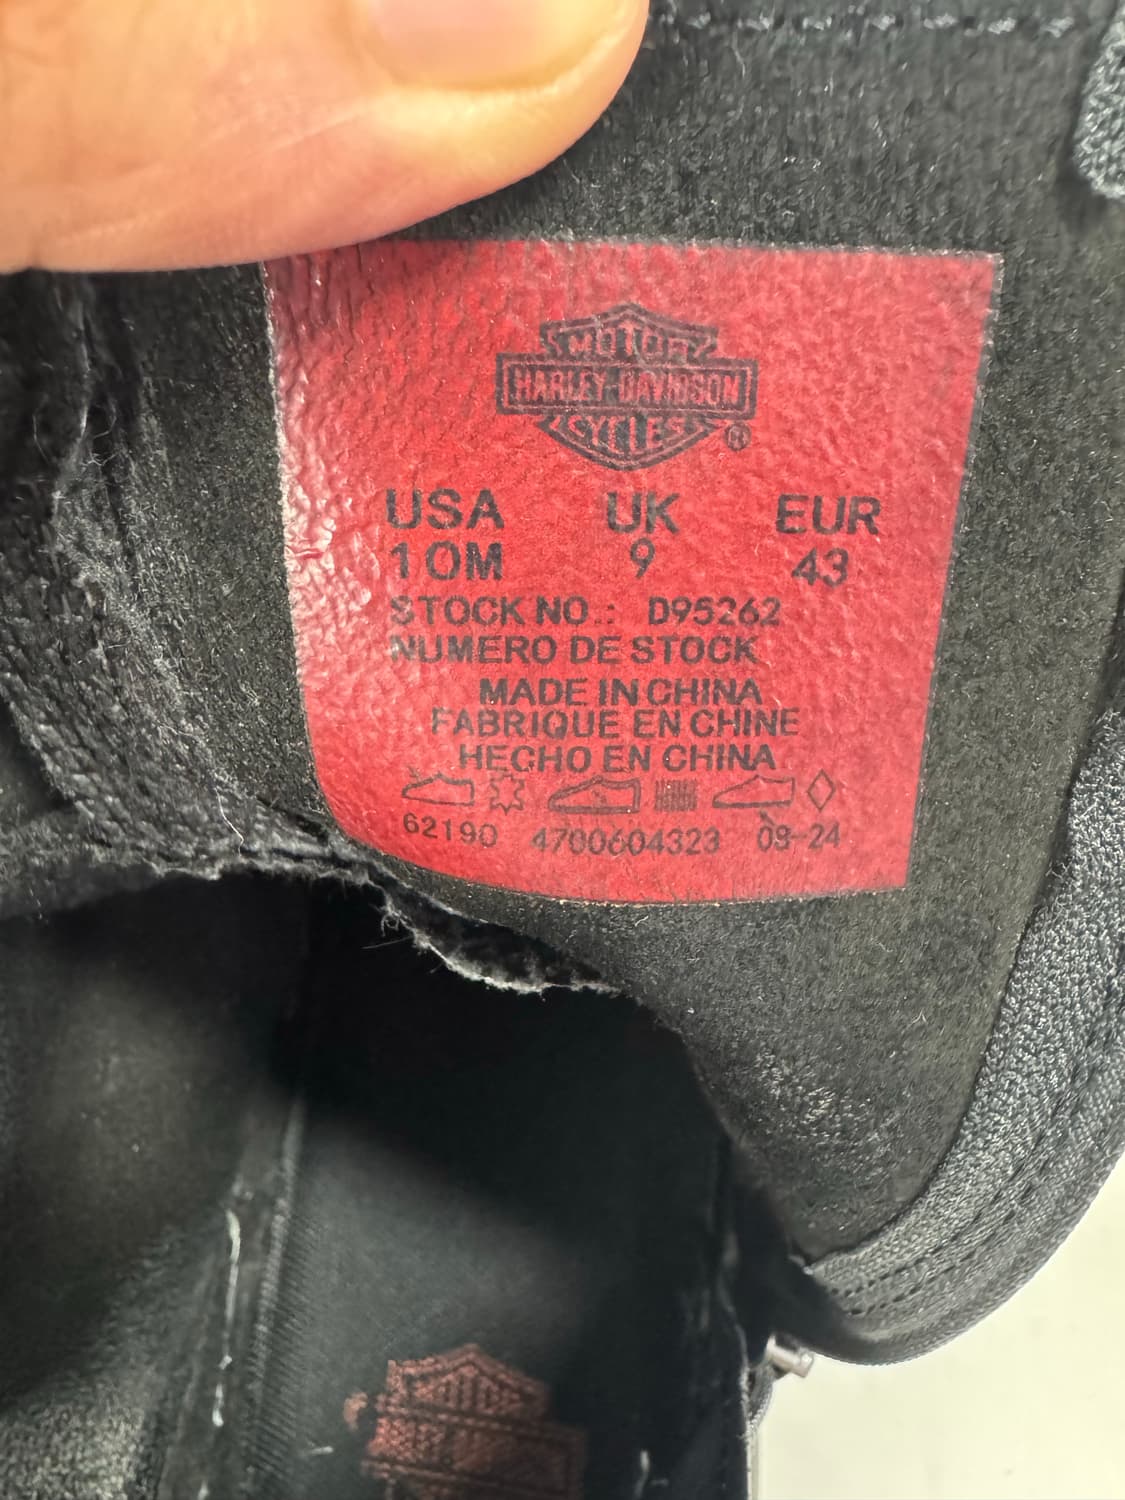 MOTOR
HARLEY-DAVIDSON
CYCLES ®
USA UK EUR
10M 9 43
STOCK NO.: D95262
NUMERO DE STOCK
MADE IN CHINA
FABRIQUE EN CHINE
HECHO EN CHINA
62190 4700604323 09-24